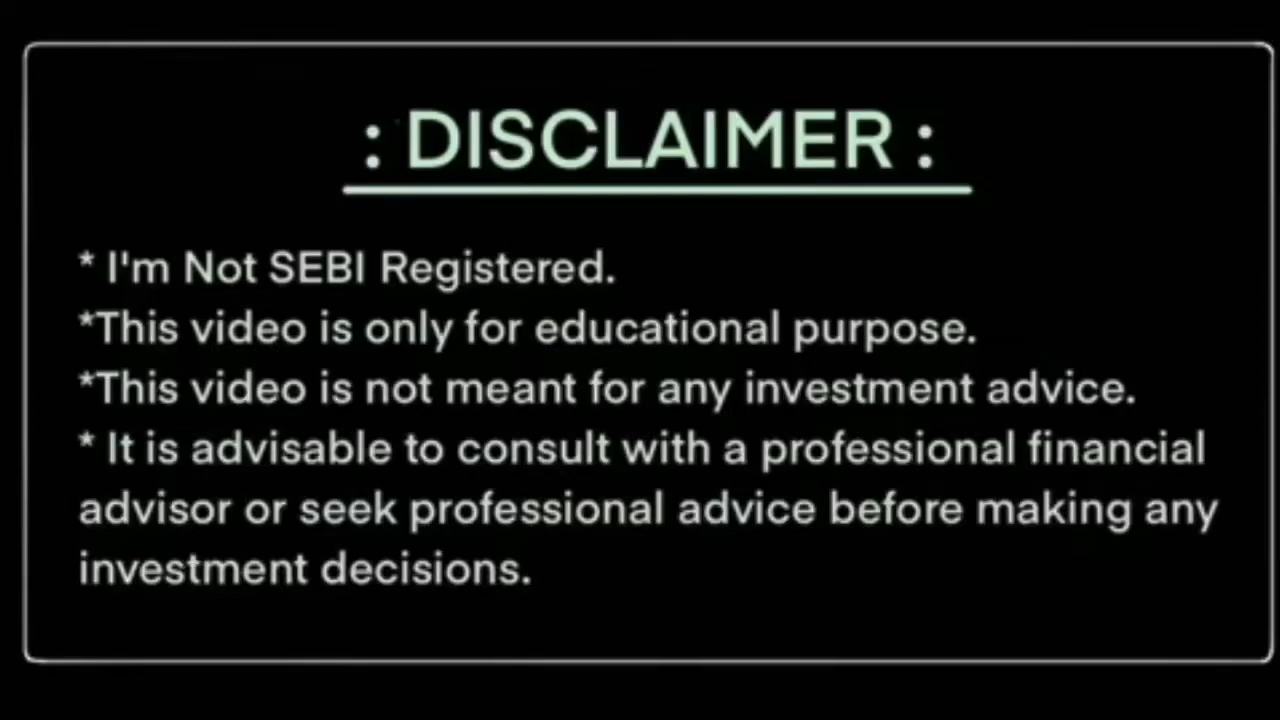 : DISCLAIMER :
* I'm Not SEBI Registered.
*This video is only for educational purpose.
*This video is not meant for any investment advice.
* It is advisable to consult with a professional financial
advisor or seek professional advice before making any
investment decisions.